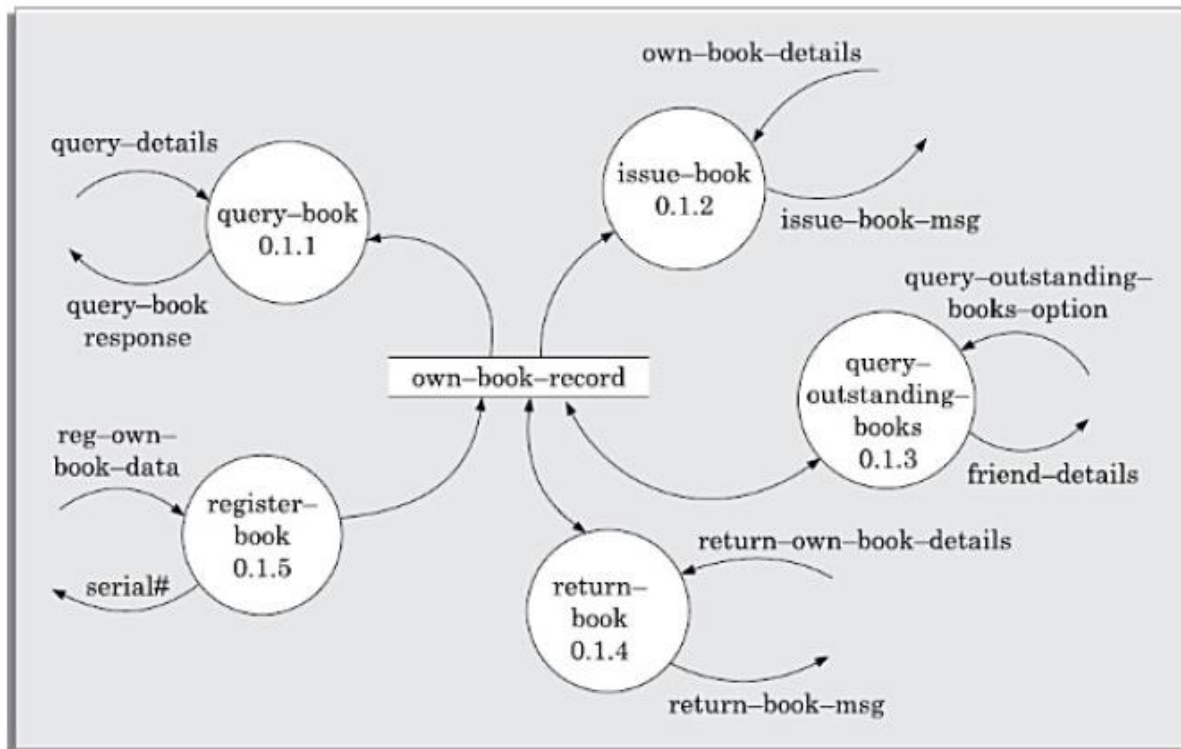 own–book–details
query–details
issue–book
0.1.2
query–book
0.1.1
issue–book–msg
query–outstanding–
books–option
query–book
response
own–book–record
query–
outstanding–
books
0.1.3
reg–own–
book–data
friend–details
register–
book
0.1.5
return–own–book–details
serial#
return–
book
0.1.4
return–book–msg